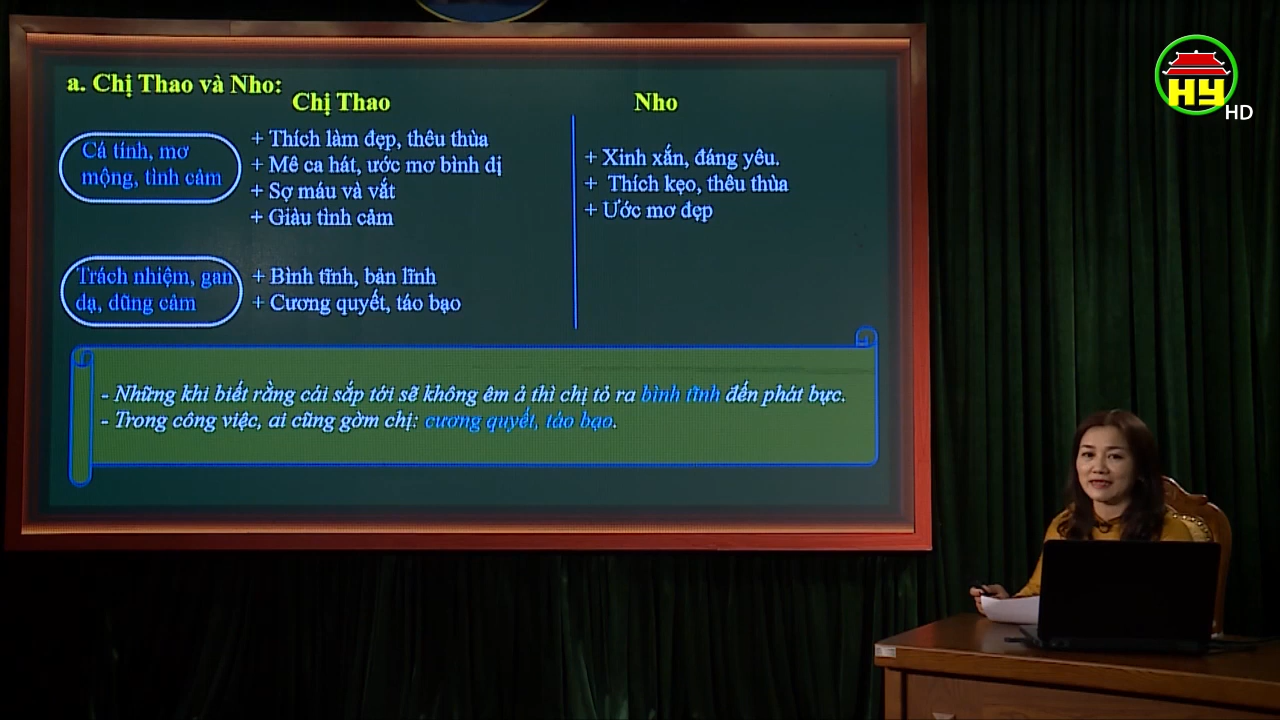 a. Chị Thao và Nho:
Chị Thao
Nho
Cá tính, mơ
mộng, tình cảm
+ Thích làm đẹp, thêu thùa
+ Mê ca hát, ước mơ bình dị
+ Sợ máu và vắt
+ Giàu tình cảm
+ Xinh xắn, đáng yêu.
+ Thích kẹo, thêu thùa
+ Ước mơ đẹp
Trách nhiệm, gan
dạ, dũng cảm
+ Bình tĩnh, bản lĩnh
+ Cương quyết, táo bạo
- Những khi biết rằng cái sắp tới sẽ không êm ả thì chị tỏ ra bình tĩnh đến phát bực.
- Trong công việc, ai cũng gờm chị: cương quyết, táo bạo.
HY
HD